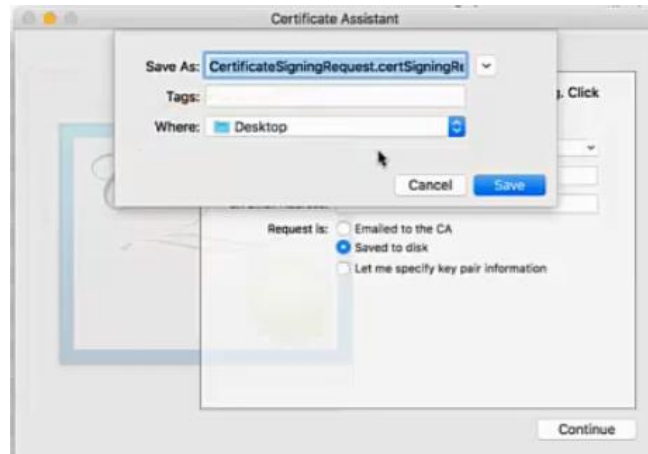 Certificate Assistant
Save As: CertificateSigningRequest.certSigningRe
Tags:
Where: Desktop
Cancel Save
. Click
Request is: Emailed to the CA
Saved to disk
Let me specify key pair information
Continue